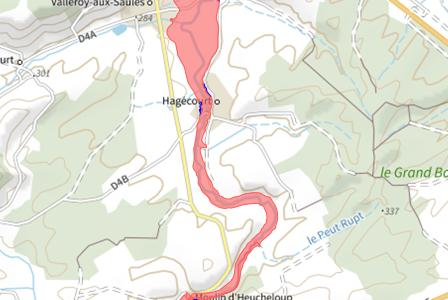 Valleroy-aux-Saules
284
D4A
301
Hagécourt
D4B
le Grand Bo
337
le Peut Rupt
Moulin d'Heucheloup